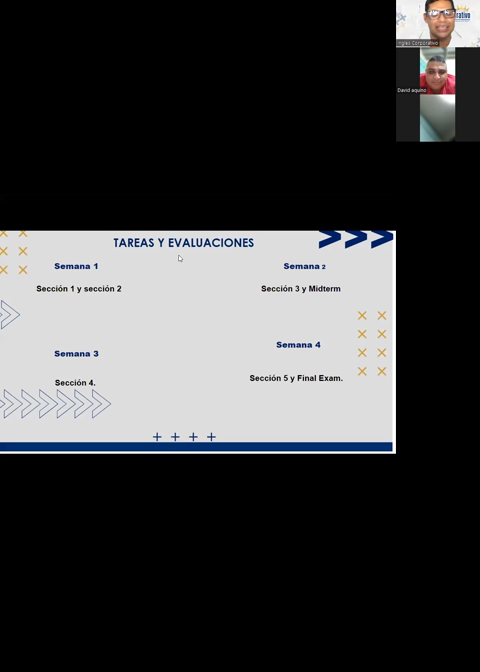 rativo
Ingles Corporativo
David aquino
TAREAS Y EVALUACIONES
Semana 1
Semana 2
Sección 1 y sección 2
Sección 3 y Midterm
Semana 3
Semana 4
Sección 4.
Sección 5 y Final Exam.